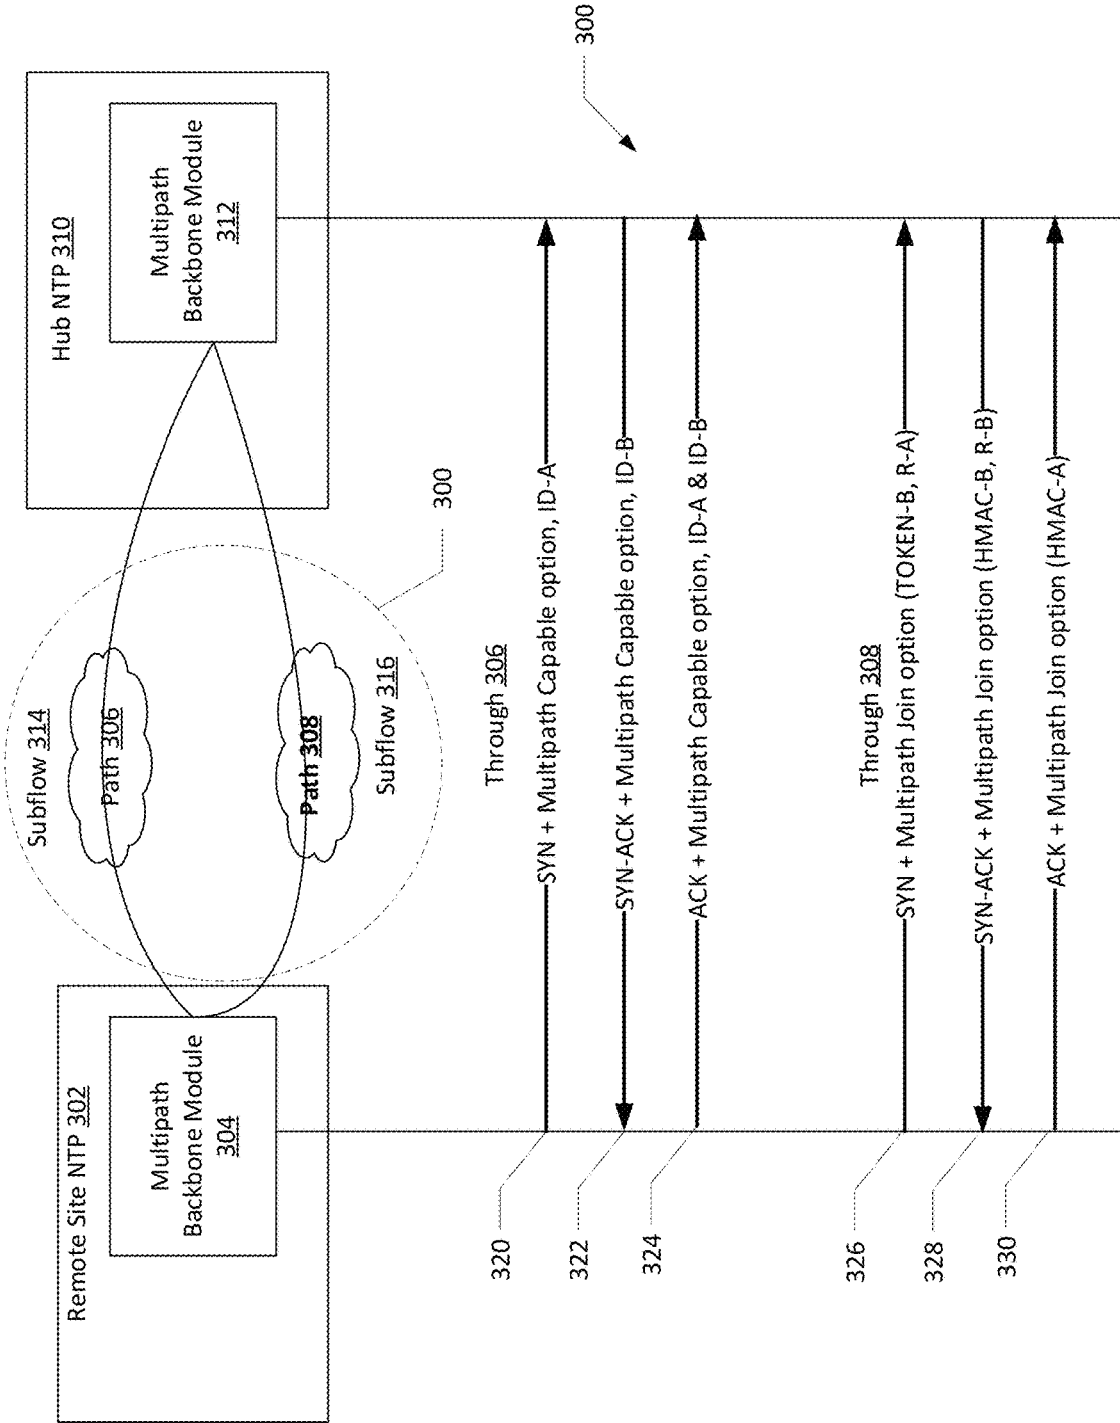 Remote Site NTP 302
Multipath
Backbone Module
304
Subflow 314
Path 306
Path 308
Subflow 316
300
Hub NTP 310
Multipath
Backbone Module
312
300
Through 306
320
SYN + Multipath Capable option, ID-A
322
SYN-ACK + Multipath Capable option, ID-B
324
ACK + Multipath Capable option, ID-A & ID-B
Through 308
326
SYN + Multipath Join option (TOKEN-B, R-A)
328
SYN-ACK + Multipath Join option (HMAC-B, R-B)
330
ACK + Multipath Join option (HMAC-A)